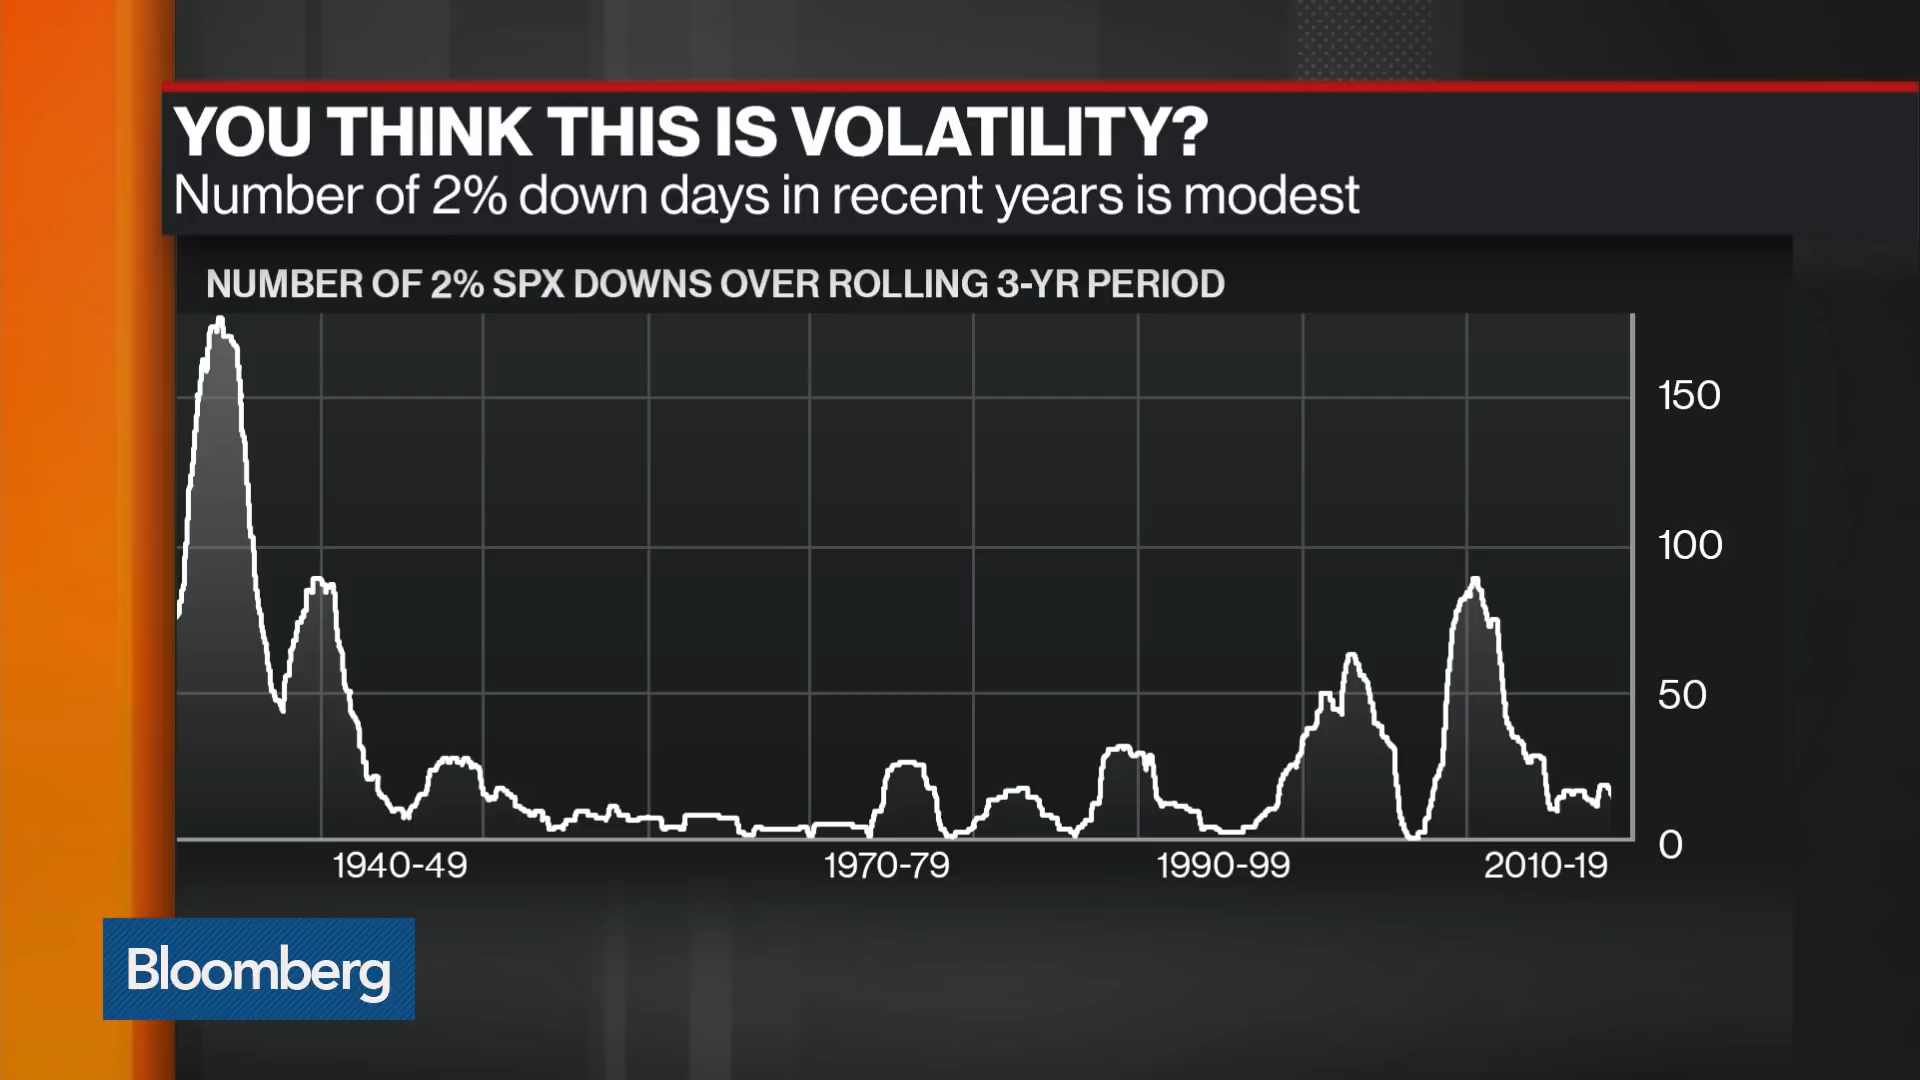 YOU THINK THIS IS VOLATILITY?
Number of 2% down days in recent years is modest
NUMBER OF 2% SPX DOWNS OVER ROLLING 3-YR PERIOD
150
100
50
0
1940-49 1970-79 1990-99 2010-19
Bloomberg